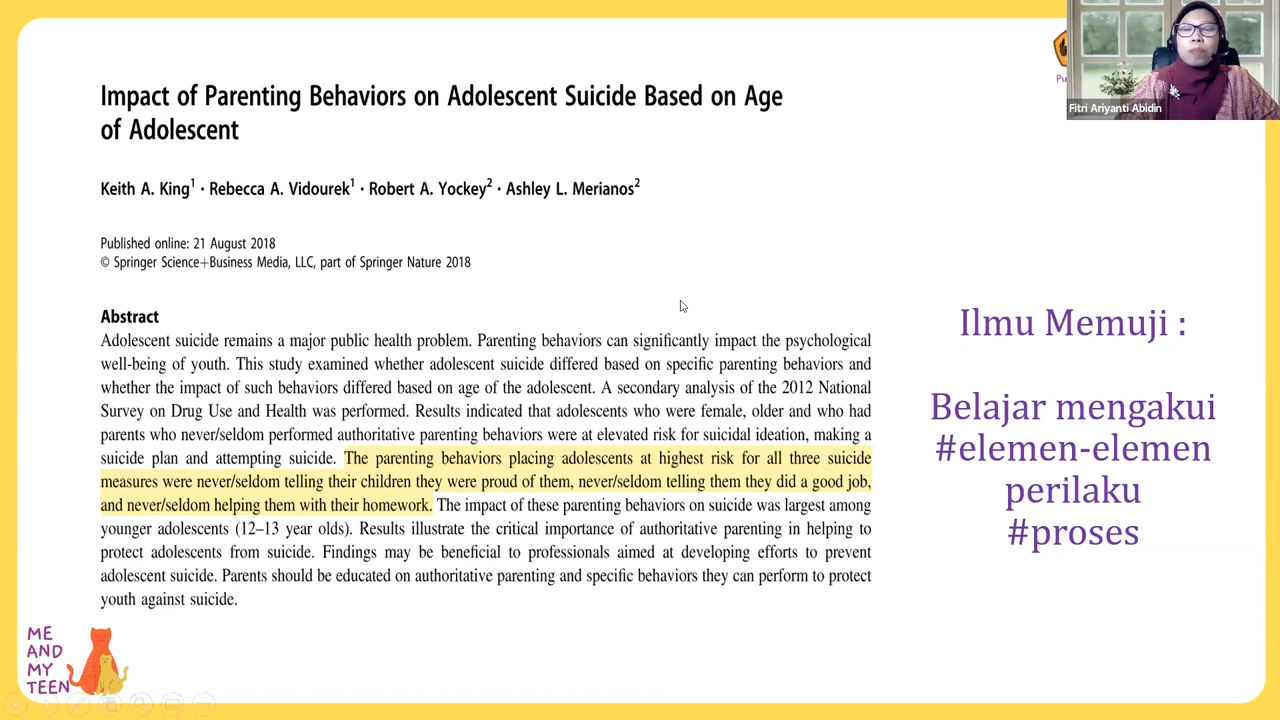 Impact of Parenting Behaviors on Adolescent Suicide Based on Age
of Adolescent
Keith A. King1 · Rebecca A. Vidourek1 · Robert A. Yockey2 · Ashley L. Merianos2
Published online: 21 August 2018
© Springer Science+Business Media, LLC, part of Springer Nature 2018
Abstract
Adolescent suicide remains a major public health problem. Parenting behaviors can significantly impact the psychological
well-being of youth. This study examined whether adolescent suicide differed based on specific parenting behaviors and
whether the impact of such behaviors differed based on age of the adolescent. A secondary analysis of the 2012 National
Survey on Drug Use and Health was performed. Results indicated that adolescents who were female, older and who had
parents who never/seldom performed authoritative parenting behaviors were at elevated risk for suicidal ideation, making a
suicide plan and attempting suicide. The parenting behaviors placing adolescents at highest risk for all three suicide
measures were never/seldom telling their children they were proud of them, never/seldom telling them they did a good job,
and never/seldom helping them with their homework. The impact of these parenting behaviors on suicide was largest among
younger adolescents (12–13 year olds). Results illustrate the critical importance of authoritative parenting in helping to
protect adolescents from suicide. Findings may be beneficial to professionals aimed at developing efforts to prevent
adolescent suicide. Parents should be educated on authoritative parenting and specific behaviors they can perform to protect
youth against suicide.
Ilmu Memuji :
Belajar mengakui
#elemen-elemen
perilaku
#proses
Fitri Ariyanti Abidin
ME
AND
MY
TEEN